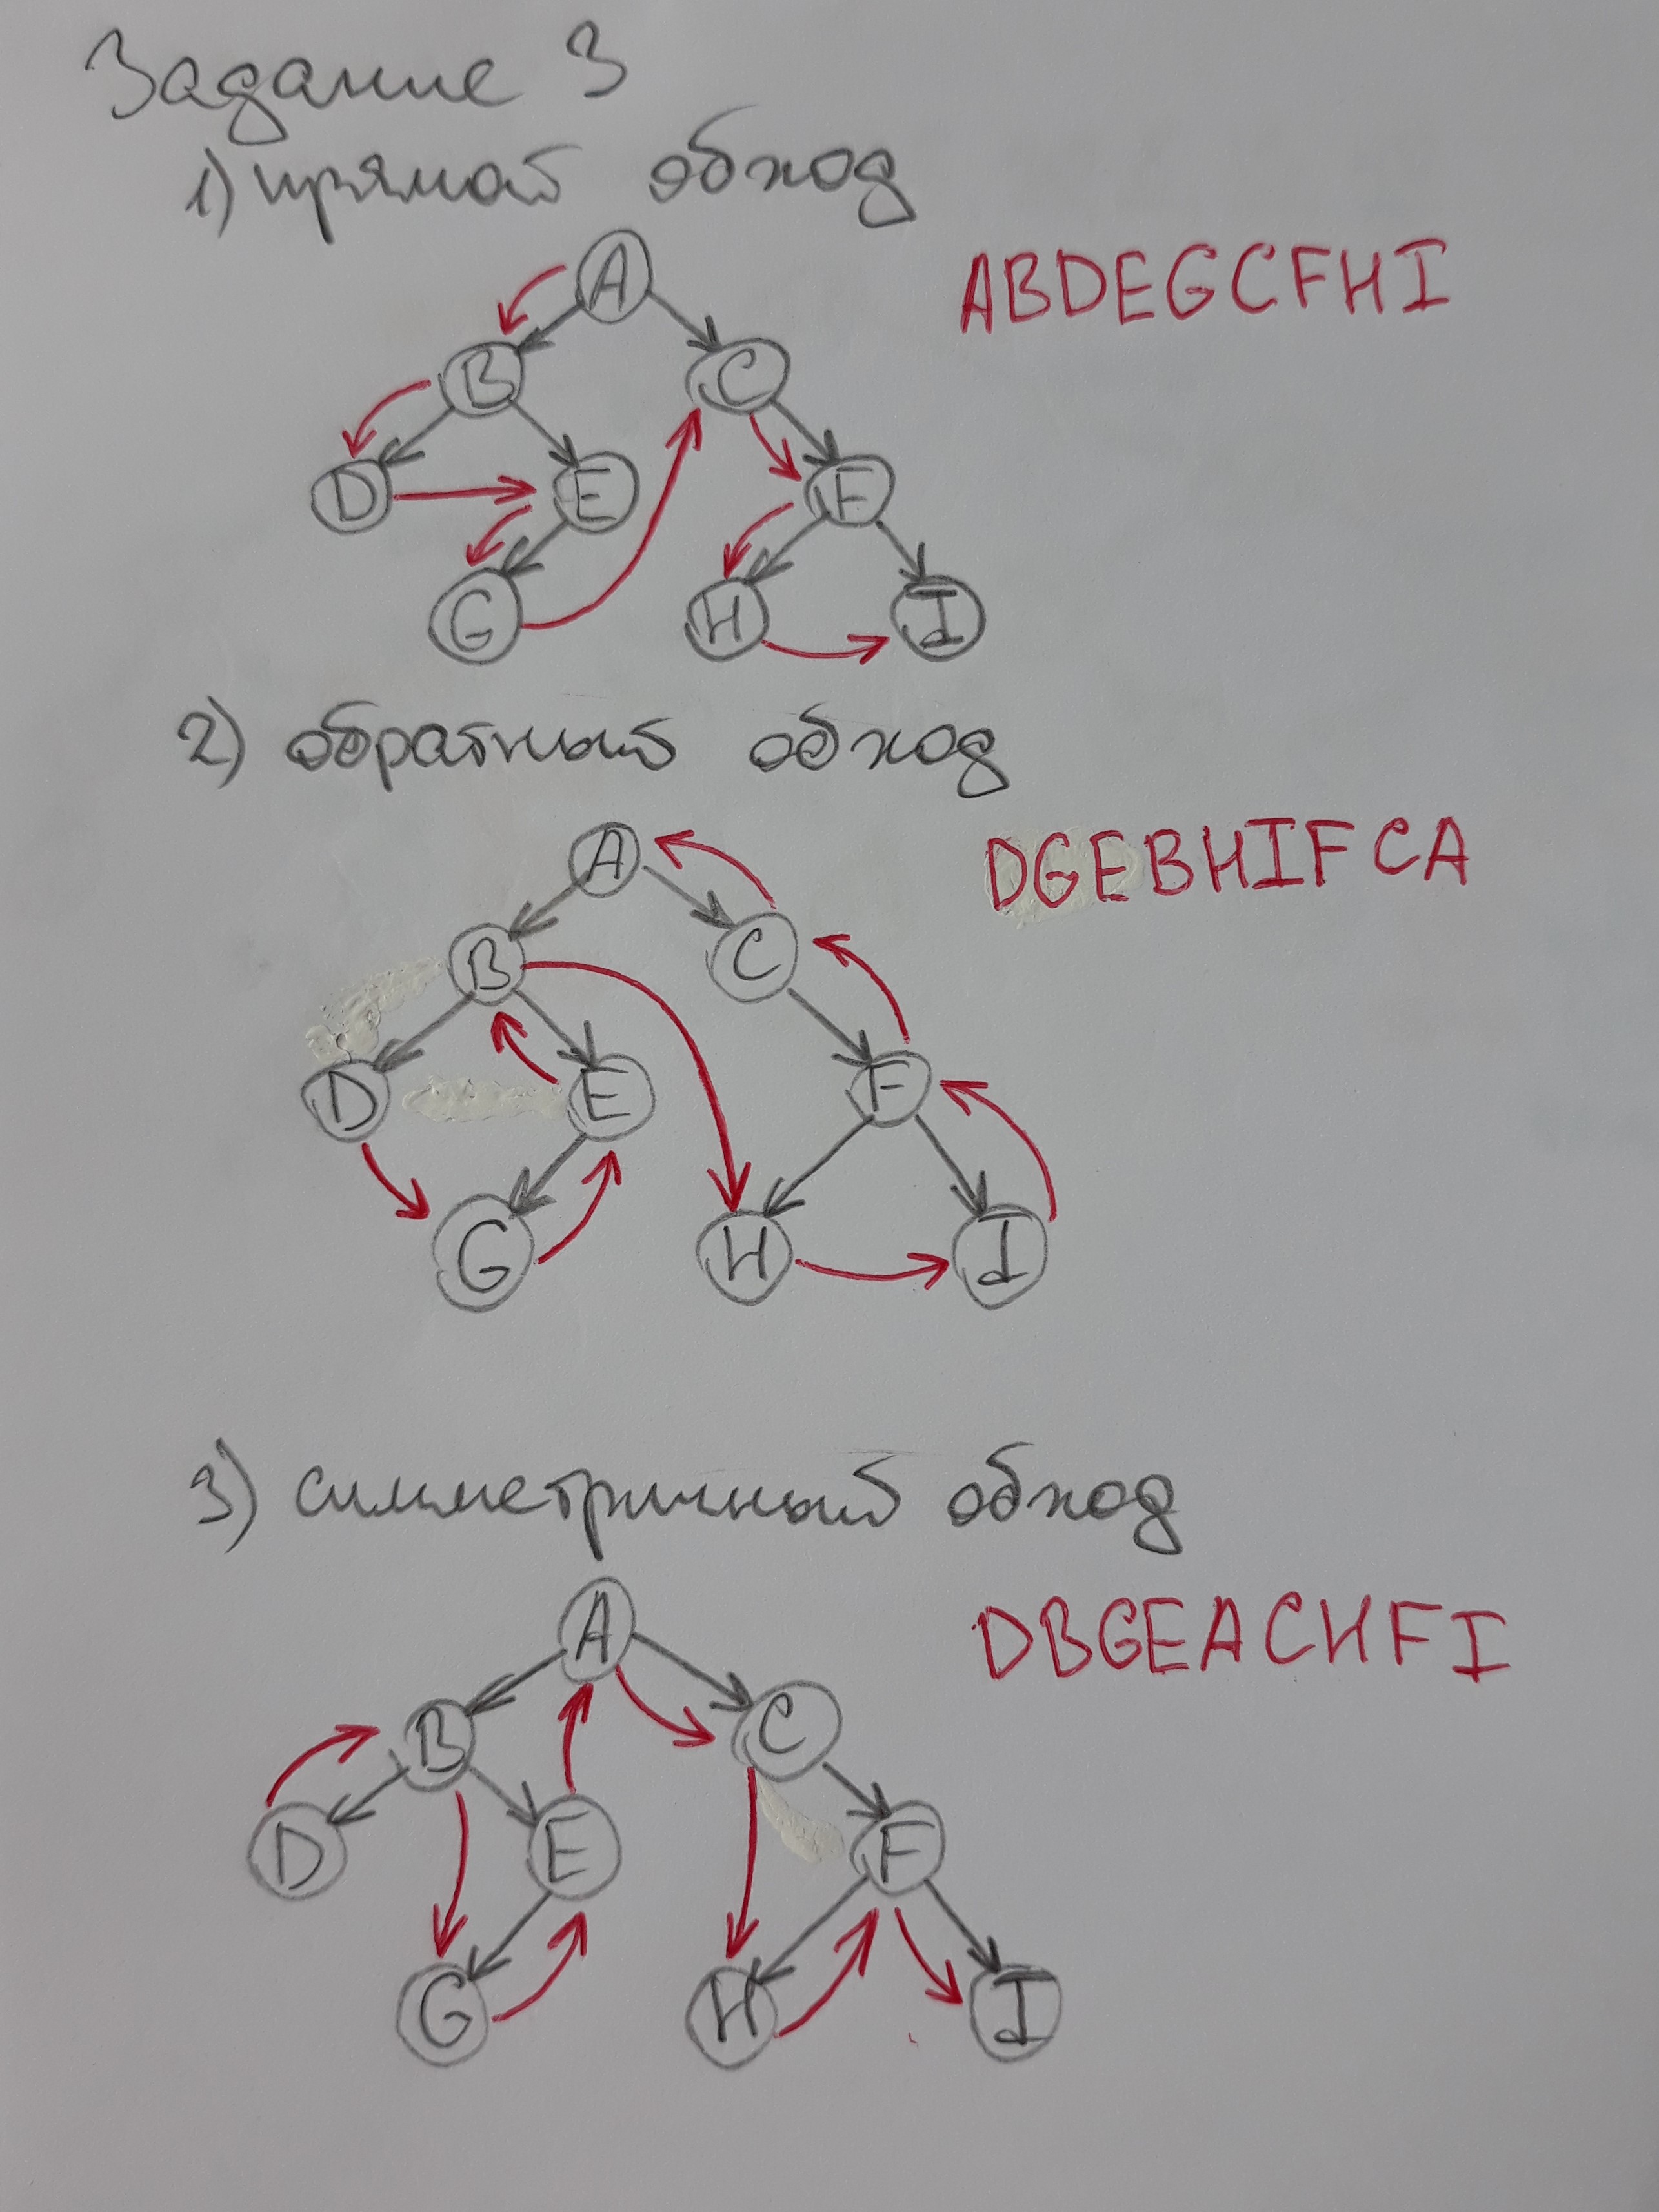 Задание 3
1) прямой обход
A
ABDEGCFHI
B C
D E F
G H I
2) обратный обход
A
DGEBHIFCA
B C
D E F
G H I
3) симметричный обход
A
DBGEACHFI
B C
D E F
G H I